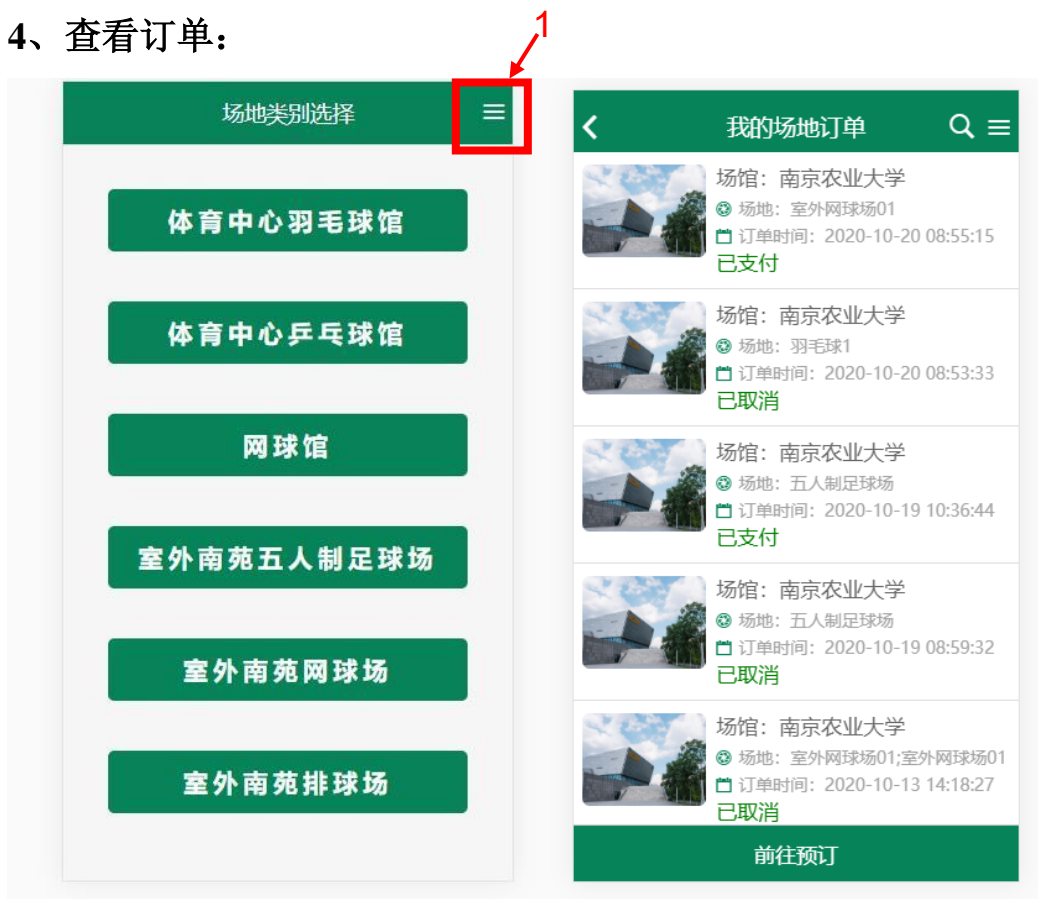 4、查看订单：
1
场地类别选择
体育中心羽毛球馆
体育中心乒乓球馆
网球馆
室外南苑五人制足球场
室外南苑网球场
室外南苑排球场
我的场地订单
场馆：南京农业大学
场地：室外网球场01
订单时间：2020-10-20 08:55:15
已支付
场馆：南京农业大学
场地：羽毛球1
订单时间：2020-10-20 08:53:33
已取消
场馆：南京农业大学
场地：五人制足球场
订单时间：2020-10-19 10:36:44
已支付
场馆：南京农业大学
场地：五人制足球场
订单时间：2020-10-19 08:59:32
已取消
场馆：南京农业大学
场地：室外网球场01;室外网球场01
订单时间：2020-10-13 14:18:27
已取消
前往预订